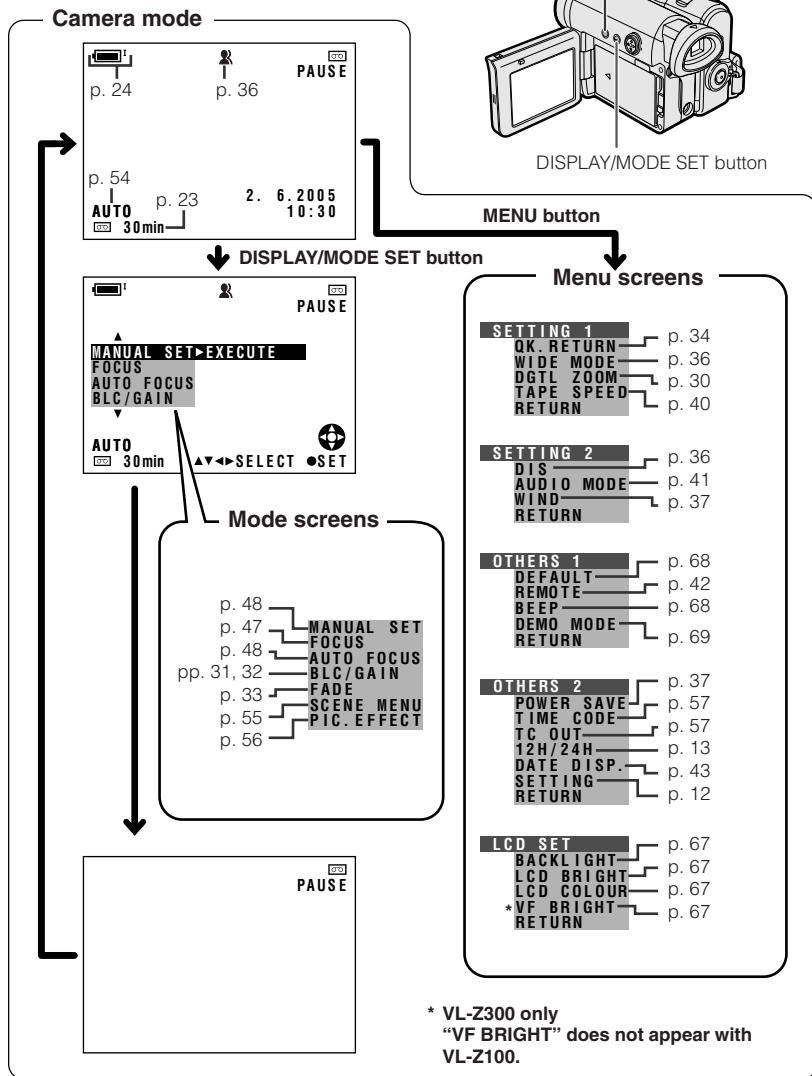 Camera mode
DISPLAY/MODE SET button
PAUSE
p. 24
p. 36
p. 54
p. 23
AUTO
30min
2. 6.2005
10:30
DISPLAY/MODE SET button
MENU button
PAUSE
MANUAL SET▶EXECUTE
FOCUS
AUTO FOCUS
BLC/GAIN
AUTO
30min
▲▼◀▶SELECT ●SET
Mode screens
p. 48 MANUAL SET
p. 47 FOCUS
p. 48 AUTO FOCUS
pp. 31, 32 BLC/GAIN
p. 33 FADE
p. 55 SCENE MENU
p. 56 PIC.EFFECT
PAUSE
Menu screens
SETTING 1
QK.RETURN p. 34
WIDE MODE p. 36
DGTL ZOOM p. 30
TAPE SPEED p. 40
RETURN
SETTING 2
DIS p. 36
AUDIO MODE p. 41
WIND p. 37
RETURN
OTHERS 1
DEFAULT p. 68
REMOTE p. 42
BEEP p. 68
DEMO MODE p. 69
RETURN
OTHERS 2
POWER SAVE p. 37
TIME CODE p. 57
TC OUT p. 57
12H/24H p. 13
DATE DISP. p. 43
SETTING p. 12
RETURN
LCD SET
BACKLIGHT p. 67
LCD BRIGHT p. 67
LCD COLOUR p. 67
*VF BRIGHT p. 67
RETURN
* VL-Z300 only
“VF BRIGHT” does not appear with
VL-Z100.